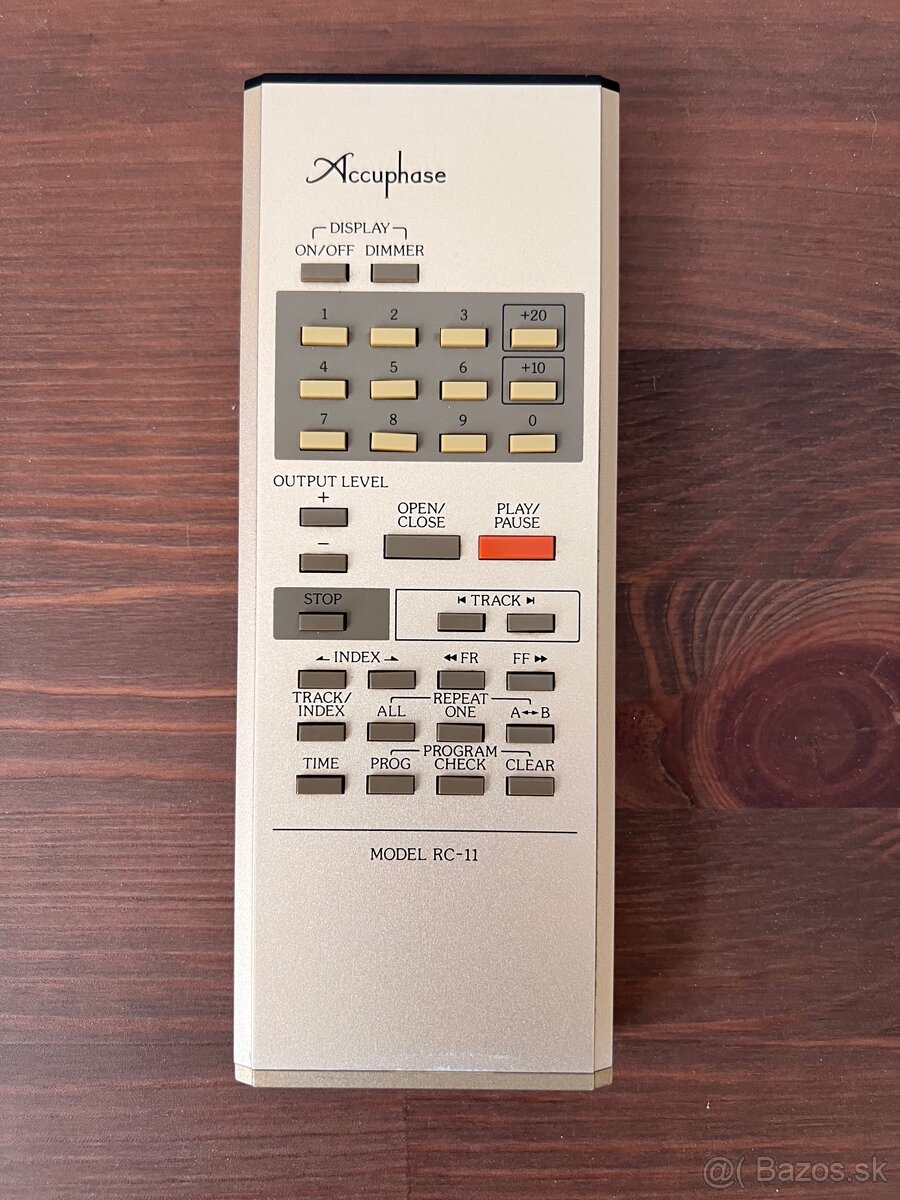 Accuphase
DISPLAY
ON/OFF DIMMER
1 2 3 +20
4 5 6 +10
7 8 9 0
OUTPUT LEVEL
+
OPEN/
CLOSE
PLAY/
PAUSE
−
STOP
TRACK
INDEX FR FF
TRACK/
INDEX
REPEAT
ALL ONE A↔B
PROGRAM
TIME PROG CHECK CLEAR
MODEL RC-11
@( Bazos.sk